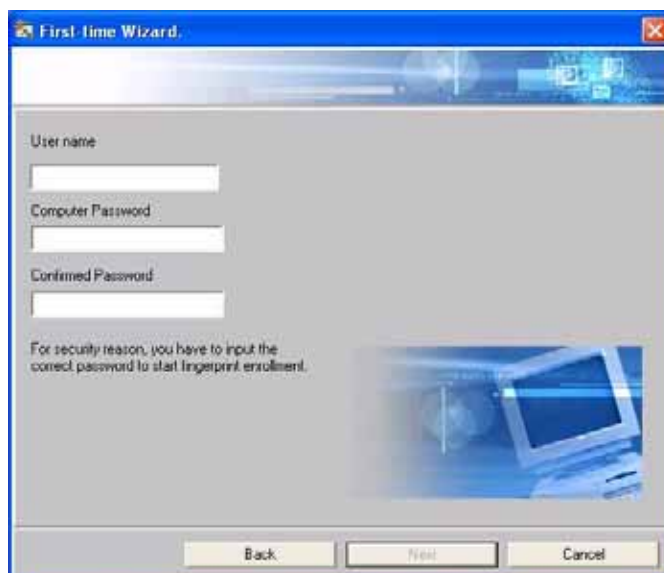 First-time Wizard.
User name
Computer Password
Confirmed Password
For security reason, you have to input the
correct password to start fingerprint enrollment.
Back
Next
Cancel